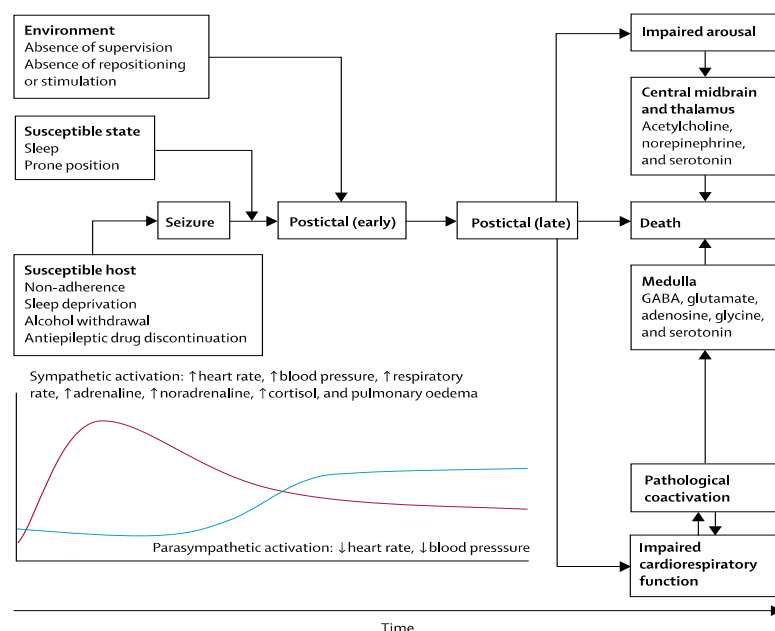 Environment
Absence of supervision
Absence of repositioning
or stimulation
Susceptible state
Sleep
Prone position
Seizure
Postictal (early)
Postictal (late)
Susceptible host
Non-adherence
Sleep deprivation
Alcohol withdrawal
Antiepileptic drug discontinuation
Impaired arousal
Central midbrain
and thalamus
Acetylcholine,
norepinephrine,
and serotonin
Death
Medulla
GABA, glutamate,
adenosine, glycine,
and serotonin
Pathological
coactivation
Impaired
cardiorespiratory
function
Sympathetic activation: ↑heart rate, ↑blood pressure, ↑respiratory
rate, ↑adrenaline, ↑noradrenaline, ↑cortisol, and pulmonary oedema
Parasympathetic activation: ↓heart rate, ↓blood presssure
Time